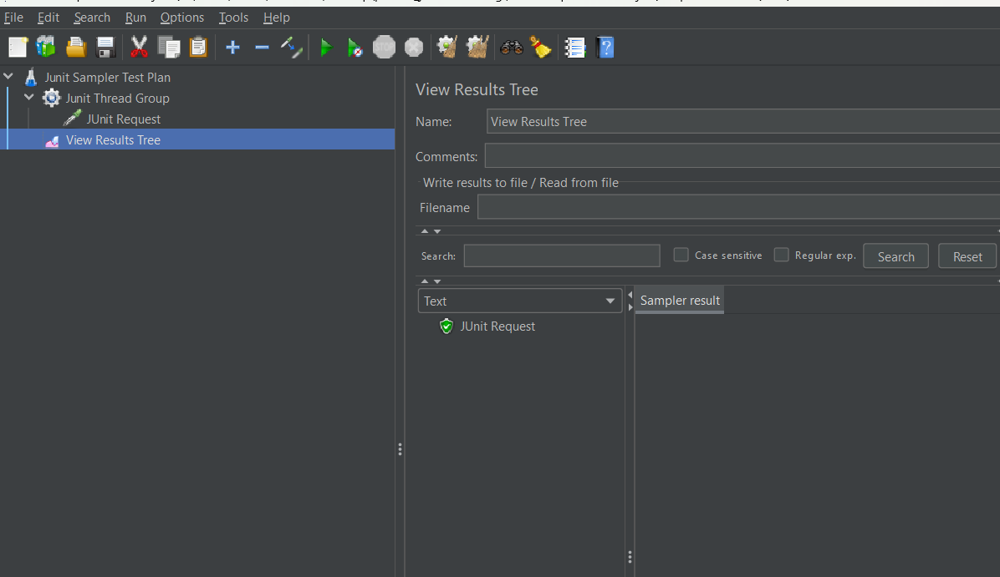 File Edit Search Run Options Tools Help
STOP
Junit Sampler Test Plan
Junit Thread Group
JUnit Request
View Results Tree
View Results Tree
Name: View Results Tree
Comments:
Write results to file / Read from file
Filename
Search: Case sensitive Regular exp. Search Reset
Text
Sampler result
JUnit Request